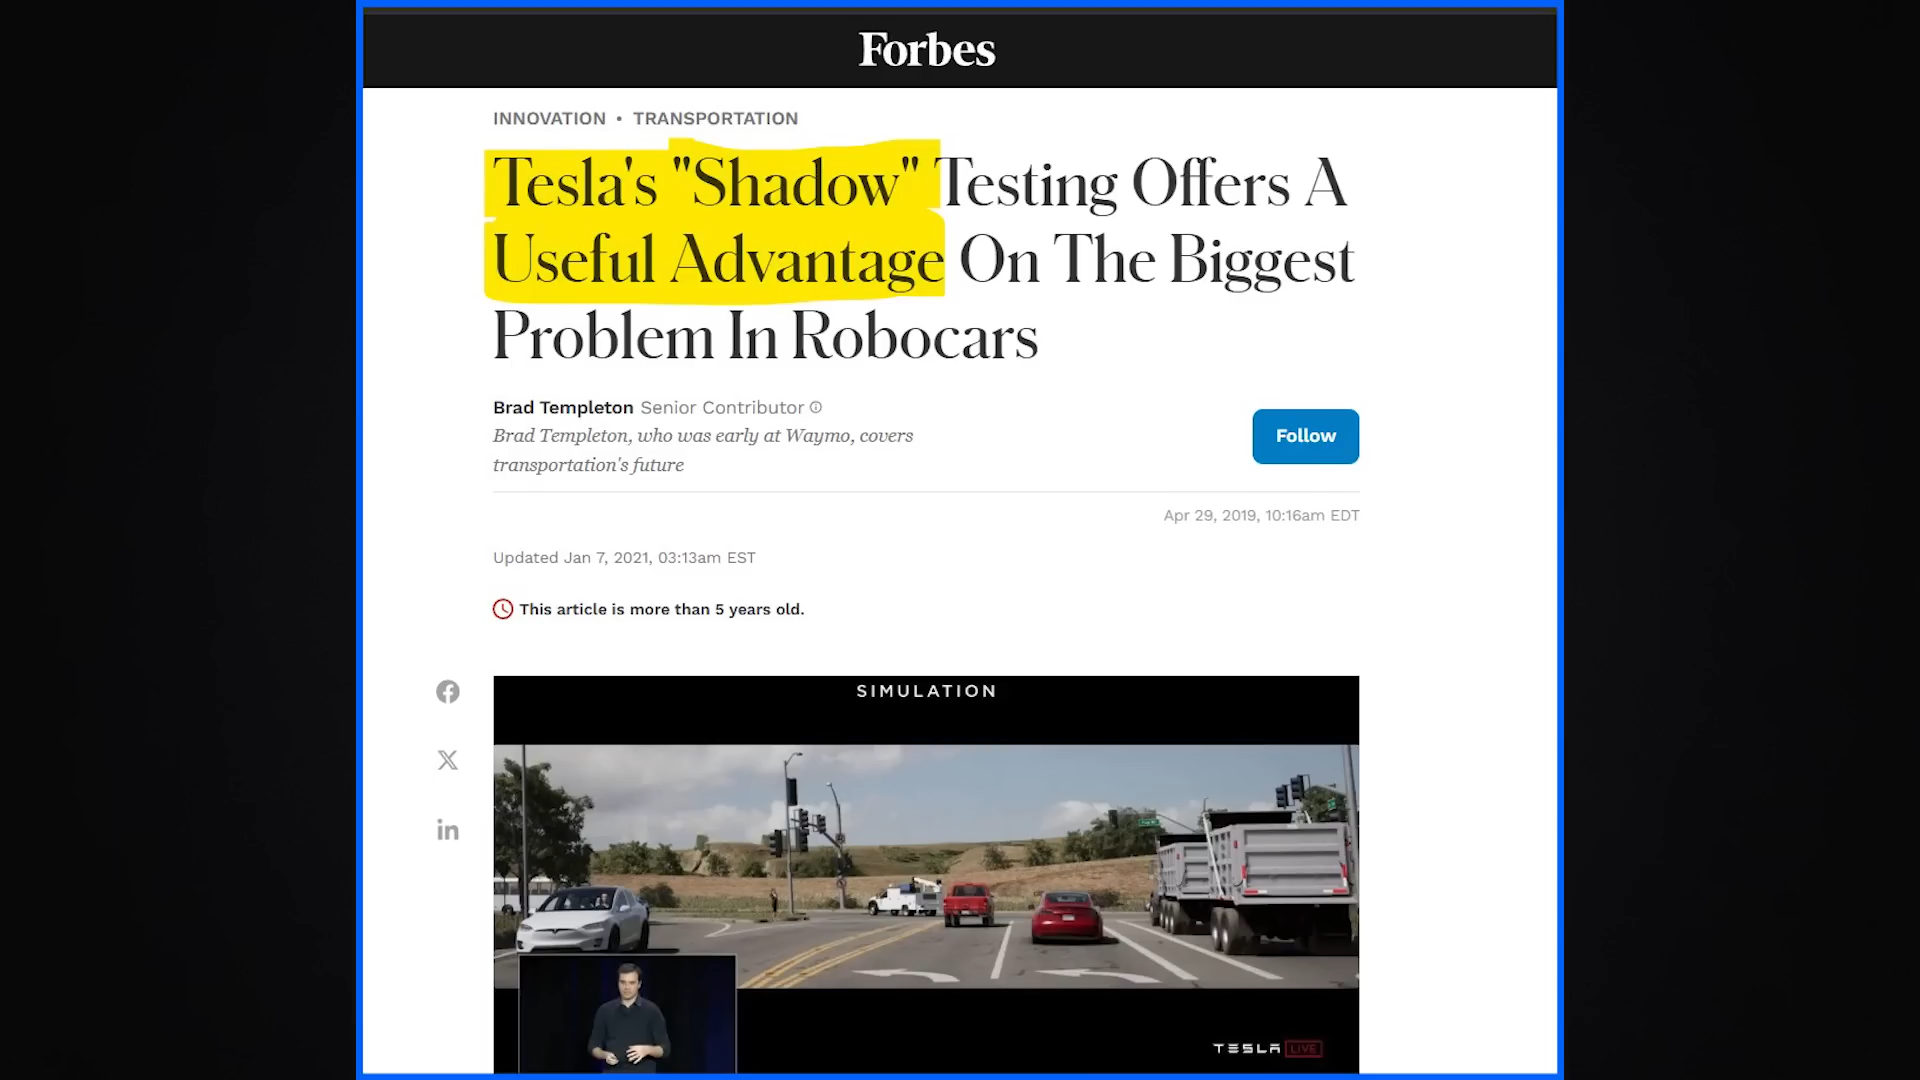 Forbes
INNOVATION • TRANSPORTATION
Tesla's "Shadow" Testing Offers A
Useful Advantage On The Biggest
Problem In Robocars
Brad Templeton Senior Contributor
Brad Templeton, who was early at Waymo, covers
transportation's future
Follow
Apr 29, 2019, 10:16am EDT
Updated Jan 7, 2021, 03:13am EST
This article is more than 5 years old.
SIMULATION
TESLA LIVE